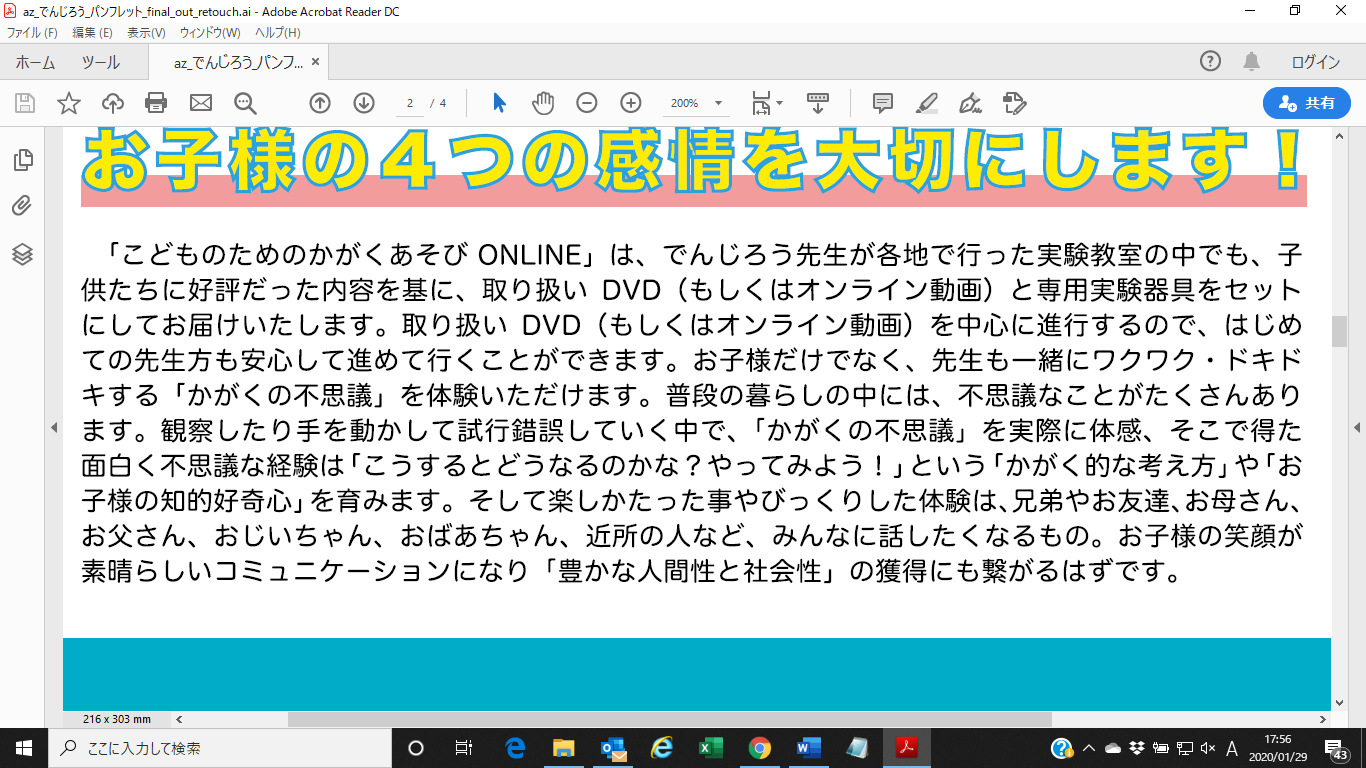 az_でんじろう_パンフレット_final_out_retouch.ai - Adobe Acrobat Reader DC
ファイル(F) 編集(E) 表示(V) ウィンドウ(W) ヘルプ(H)
ホーム ツール az_でんじろう_パンフ... × ログイン
2 / 4 200% 共有
お子様の４つの感情を大切にします！
「こどものためのかがくあそび ONLINE」は、でんじろう先生が各地で行った実験教室の中でも、子
供たちに好評だった内容を基に、取り扱い DVD（もしくはオンライン動画）と専用実験器具をセット
にしてお届けいたします。取り扱い DVD（もしくはオンライン動画）を中心に進行するので、はじめ
ての先生方も安心して進めて行くことができます。お子様だけでなく、先生も一緒にワクワク・ドキド
キする「かがくの不思議」を体験いただけます。普段の暮らしの中には、不思議なことがたくさんあり
ます。観察したり手を動かして試行錯誤していく中で、「かがくの不思議」を実際に体感、そこで得た
面白く不思議な経験は「こうするとどうなるのかな？やってみよう！」という「かがく的な考え方」や「お
子様の知的好奇心」を育みます。そして楽しかたった事やびっくりした体験は、兄弟やお友達、お母さん、
お父さん、おじいちゃん、おばあちゃん、近所の人など、みんなに話したくなるもの。お子様の笑顔が
素晴らしいコミュニケーションになり「豊かな人間性と社会性」の獲得にも繋がるはずです。
216 x 303 mm
ここに入力して検索
A 17:56
2020/01/29
43